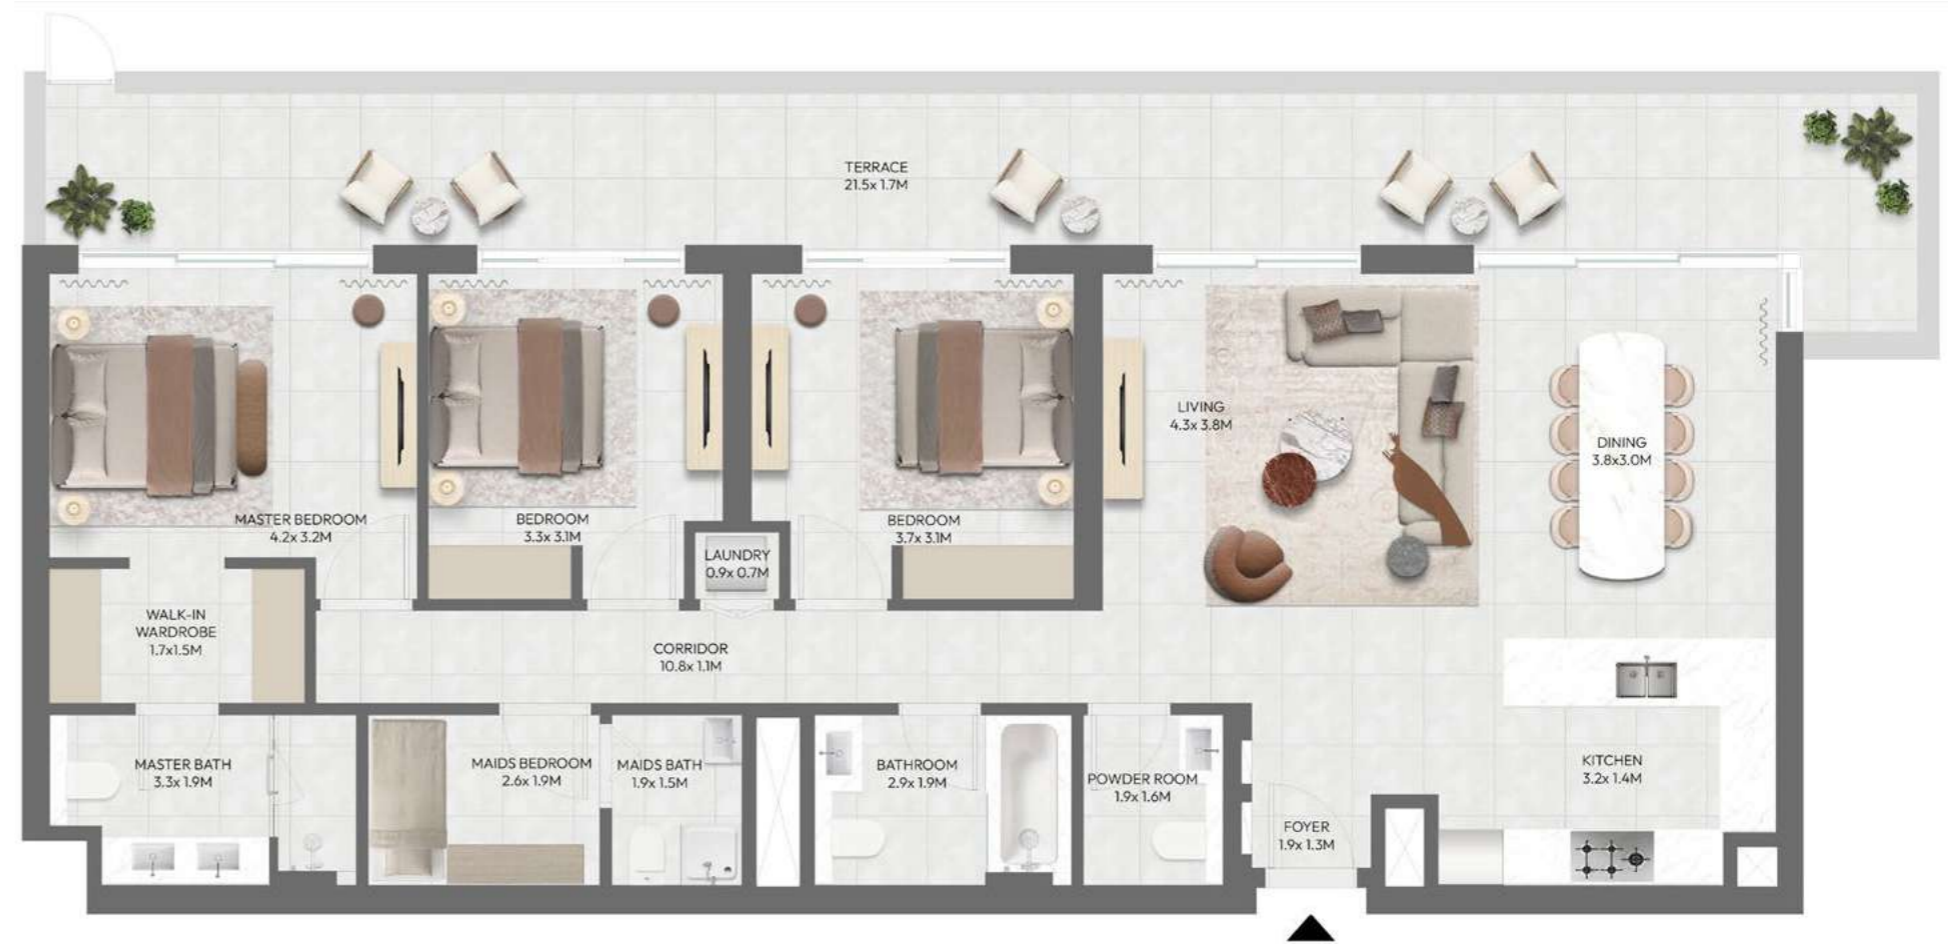 TERRACE
21.5x 1.7M
MASTER BEDROOM
4.2x 3.2M
BEDROOM
3.3x 3.1M
BEDROOM
3.7x 3.1M
LIVING
4.3x 3.8M
DINING
3.8x3.0M
LAUNDRY
0.9x 0.7M
WALK-IN
WARDROBE
1.7x1.5M
CORRIDOR
10.8x 1.1M
MASTER BATH
3.3x 1.9M
MAIDS BEDROOM
2.6x 1.9M
MAIDS BATH
1.9x 1.5M
BATHROOM
2.9x 1.9M
POWDER ROOM
1.9x 1.6M
KITCHEN
3.2x 1.4M
FOYER
1.9x 1.3M